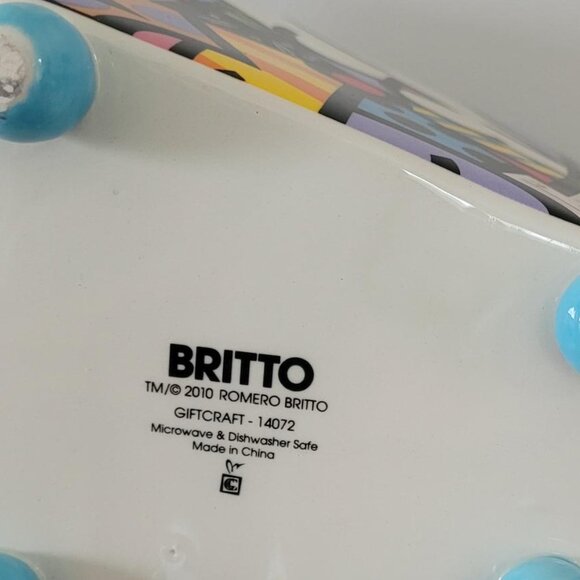 BRITTO
TM/© 2010 ROMERO BRITTO
GIFTCRAFT - 14072
Microwave & Dishwasher Safe
Made in China